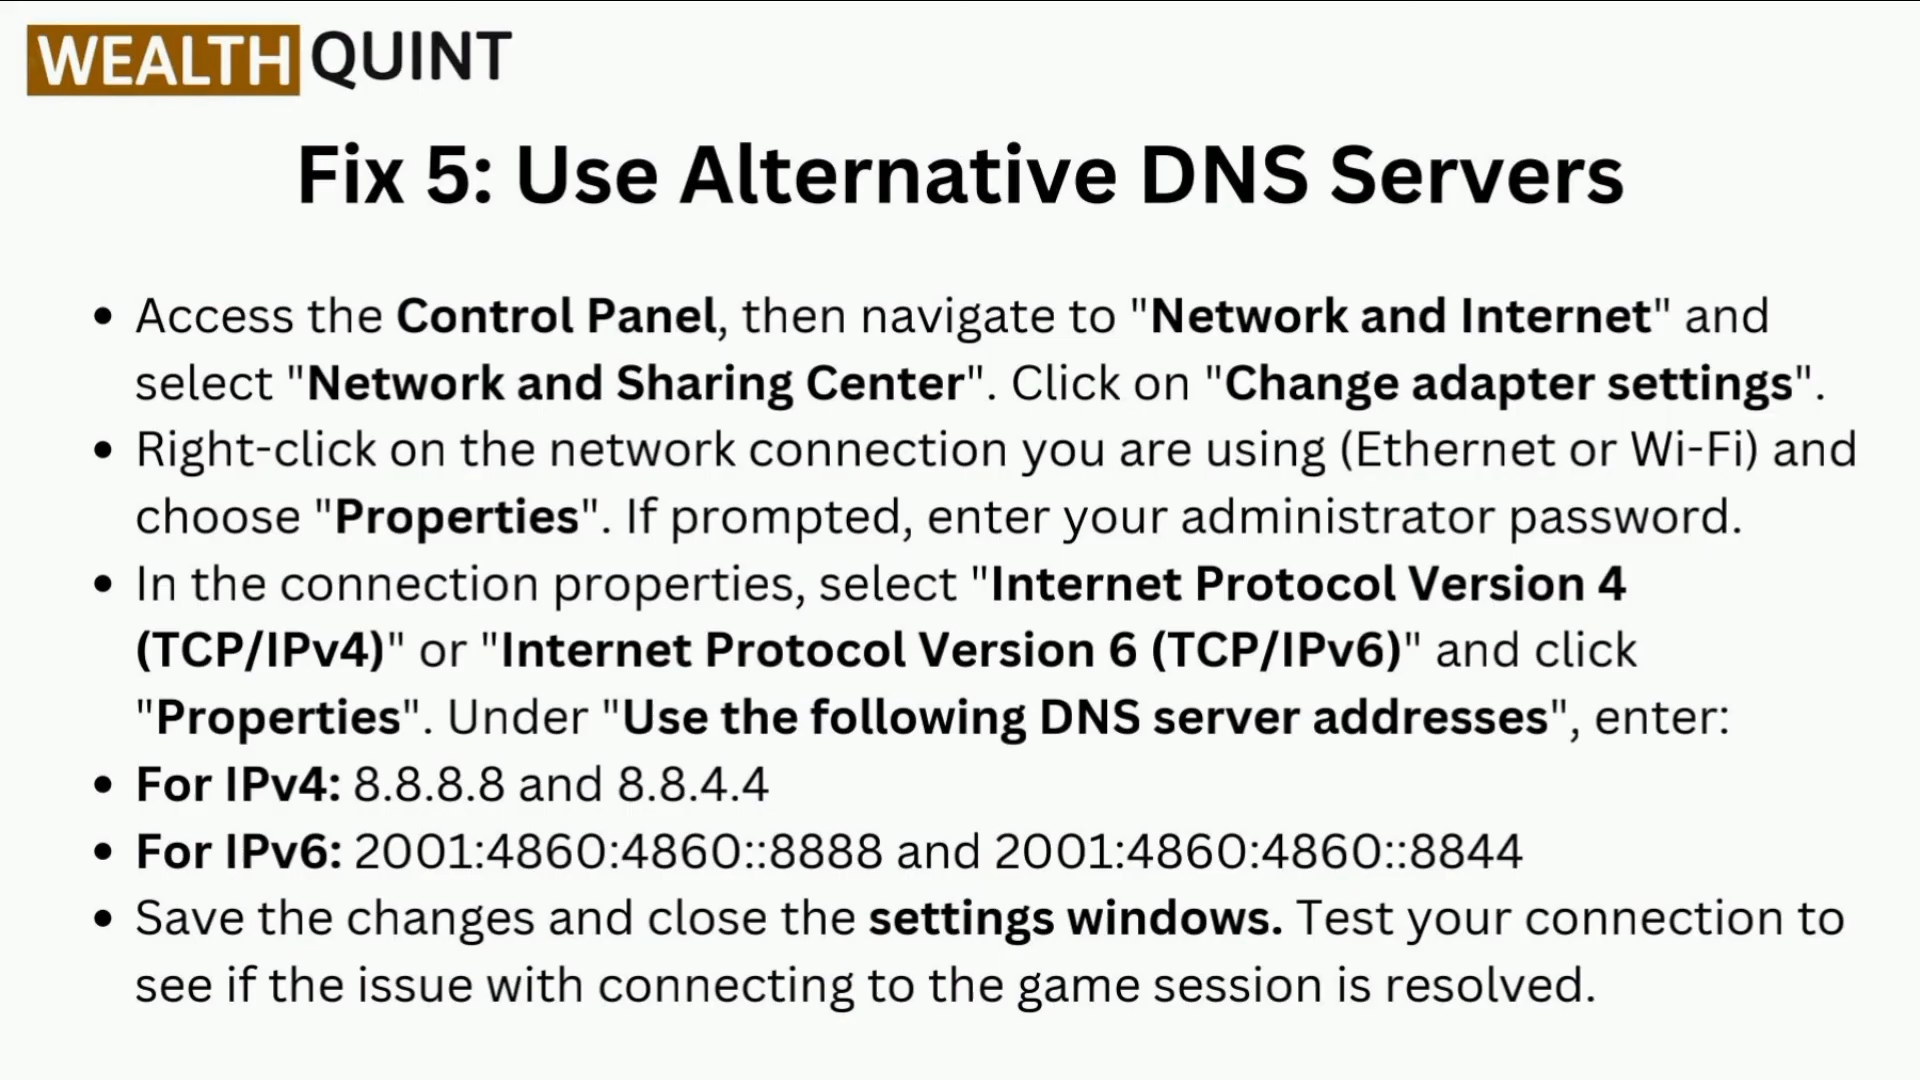 WEALTH QUINT
Fix 5: Use Alternative DNS Servers
• Access the Control Panel, then navigate to "Network and Internet" and
select "Network and Sharing Center". Click on "Change adapter settings".
• Right-click on the network connection you are using (Ethernet or Wi-Fi) and
choose "Properties". If prompted, enter your administrator password.
• In the connection properties, select "Internet Protocol Version 4
(TCP/IPv4)" or "Internet Protocol Version 6 (TCP/IPv6)" and click
"Properties". Under "Use the following DNS server addresses", enter:
• For IPv4: 8.8.8.8 and 8.8.4.4
• For IPv6: 2001:4860:4860::8888 and 2001:4860:4860::8844
• Save the changes and close the settings windows. Test your connection to
see if the issue with connecting to the game session is resolved.